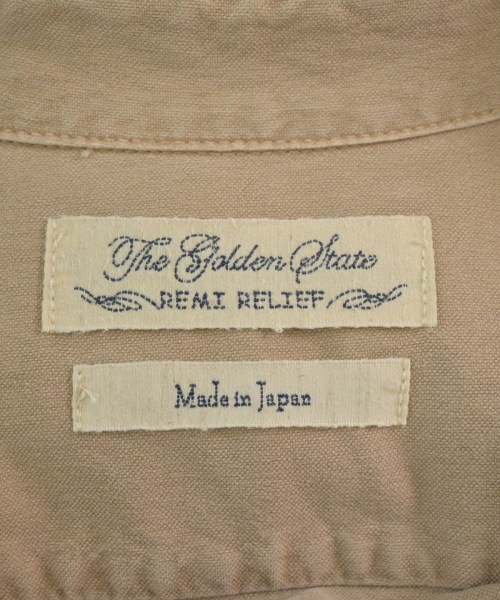 The Golden State
REMI RELIEF
Made in Japan